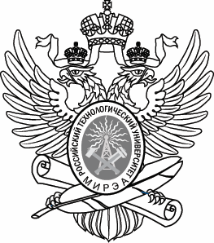 РОССИЙСКИЙ ТЕХНОЛОГИЧЕСКИЙ УНИВЕРСИТЕТ
МИРЭА